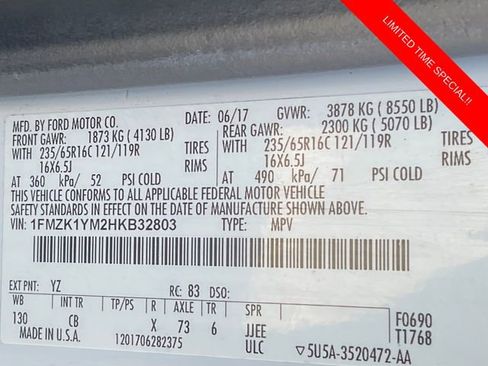 LIMITED TIME SPECIAL!!
MFD. BY FORD MOTOR CO.
DATE: 06/17 GVWR: 3878 KG ( 8550 LB)
FRONT GAWR: 1873 KG ( 4130 LB)
REAR GAWR: 2300 KG ( 5070 LB)
WITH 235/65R16C 121/119R TIRES
WITH 235/65R16C 121/119R TIRES
16X6.5J RIMS
16X6.5J RIMS
AT 360 kPa/ 52 PSI COLD
AT 490 kPa/ 71 PSI COLD
THIS VEHICLE CONFORMS TO ALL APPLICABLE FEDERAL MOTOR VEHICLE
SAFETY STANDARDS IN EFFECT ON THE DATE OF MANUFACTURE SHOWN ABOVE.
VIN: 1FMZK1YM2HKB32803
TYPE: MPV
EXT PNT: YZ RC: 83 DSO:
WB INT TR TP/PS R AXLE TR SPR
130 CB X 73 6 JJEE F0690
MADE IN U.S.A. 1201706282375 ULC T1768
▽5U5A-3520472-AA